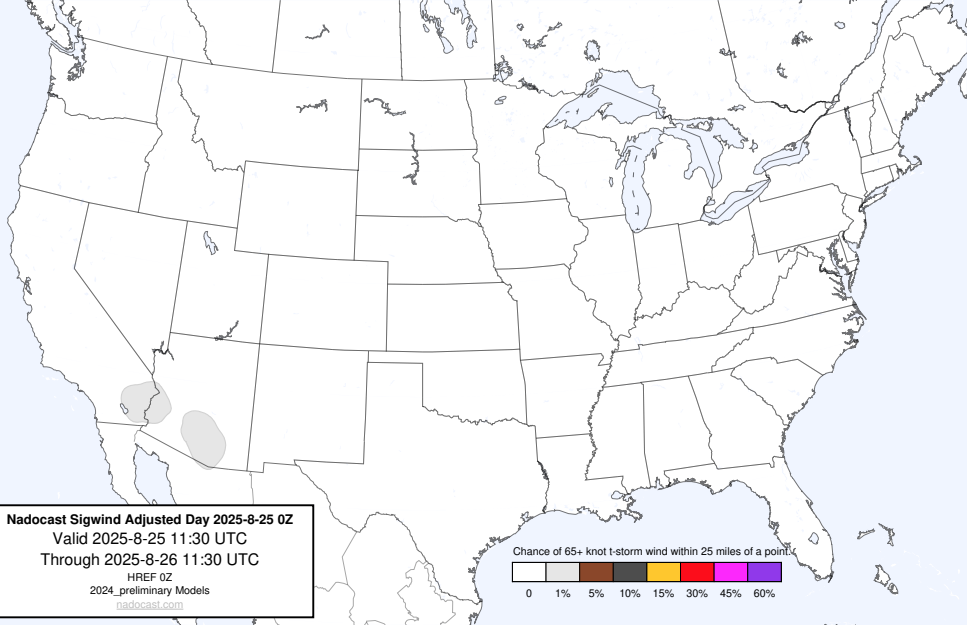 Nadocast Sigwind Adjusted Day 2025-8-25 0Z
Valid 2025-8-25 11:30 UTC
Through 2025-8-26 11:30 UTC
HREF 0Z
2024_preliminary Models
nadocast.com
Chance of 65+ knot t-storm wind within 25 miles of a point.
0 1% 5% 10% 15% 30% 45% 60%